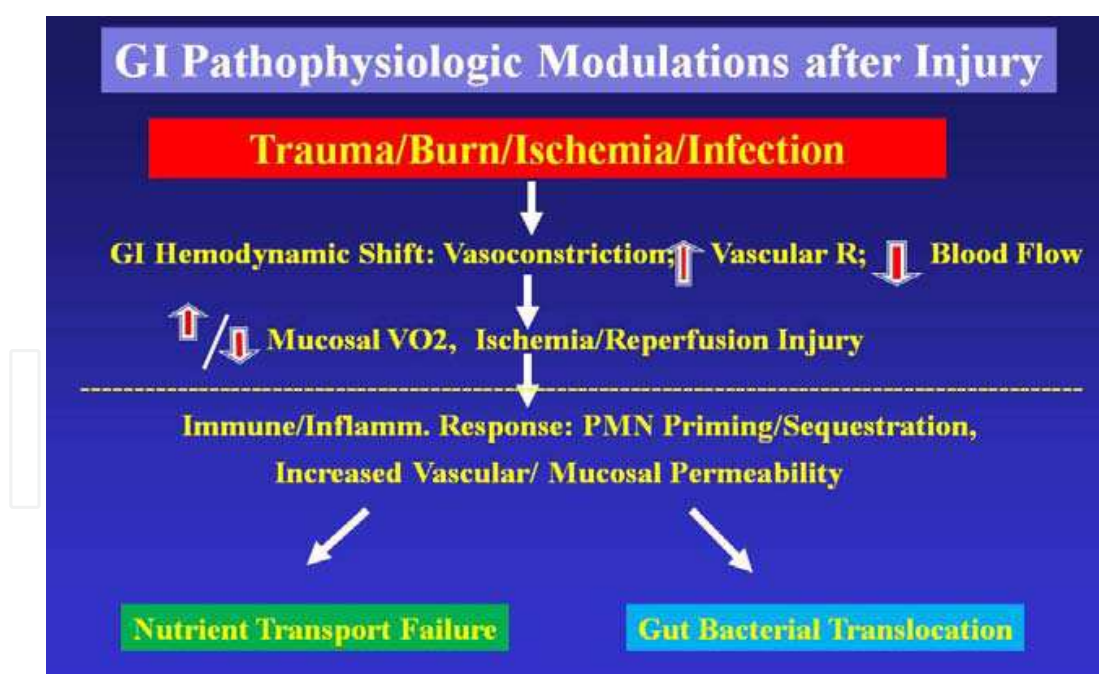 GI Pathophysiologic Modulations after Injury
Trauma/Burn/Ischemia/Infection
GI Hemodynamic Shift: Vasoconstriction; Vascular R; Blood Flow
/ Mucosal VO2, Ischemia/Reperfusion Injury
Immune/Inflamm. Response: PMN Priming/Sequestration,
Increased Vascular/ Mucosal Permeability
Nutrient Transport Failure
Gut Bacterial Translocation